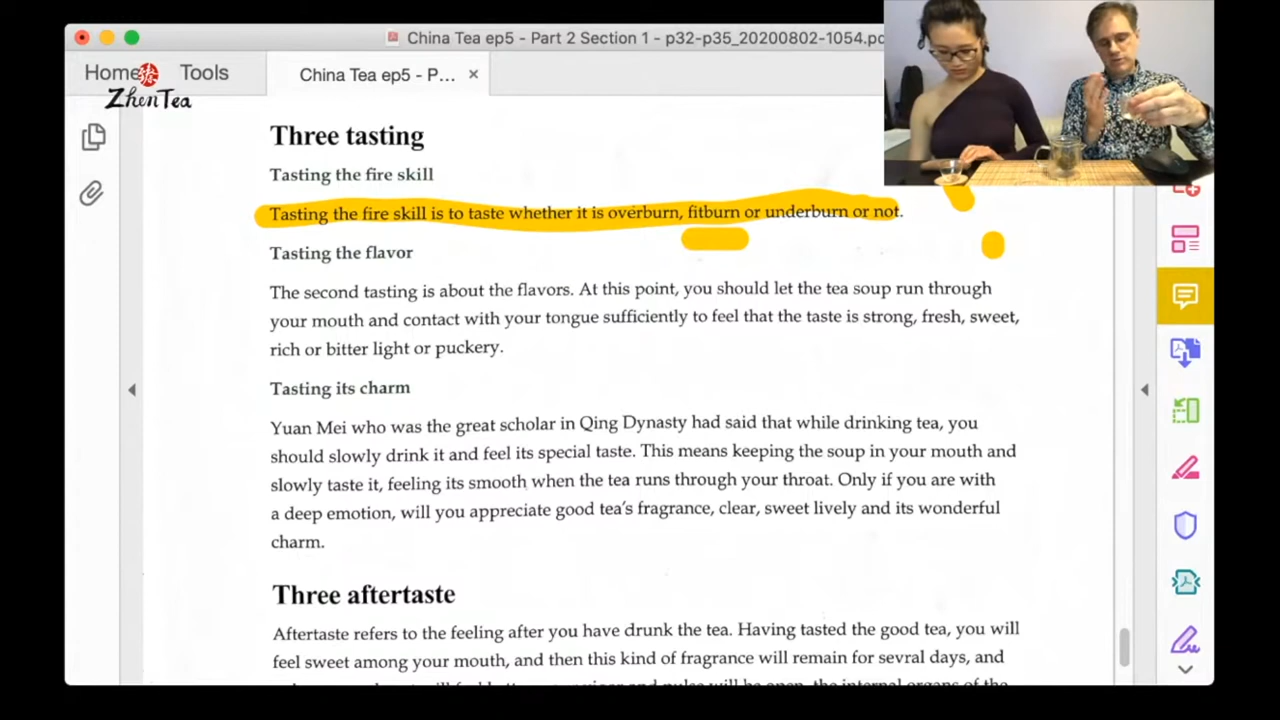 China Tea ep5 - Part 2 Section 1 - p32-p35_20200802-1054.pd
Home Tools China Tea ep5 - P... ×
ZhenTea
Three tasting
Tasting the fire skill
Tasting the fire skill is to taste whether it is overburn, fitburn or underburn or not.
Tasting the flavor
The second tasting is about the flavors. At this point, you should let the tea soup run through
your mouth and contact with your tongue sufficiently to feel that the taste is strong, fresh, sweet,
rich or bitter light or puckery.
Tasting its charm
Yuan Mei who was the great scholar in Qing Dynasty had said that while drinking tea, you
should slowly drink it and feel its special taste. This means keeping the soup in your mouth and
slowly taste it, feeling its smooth when the tea runs through your throat. Only if you are with
a deep emotion, will you appreciate good tea's fragrance, clear, sweet lively and its wonderful
charm.
Three aftertaste
Aftertaste refers to the feeling after you have drunk the tea. Having tasted the good tea, you will
feel sweet among your mouth, and then this kind of fragrance will remain for sevral days, and